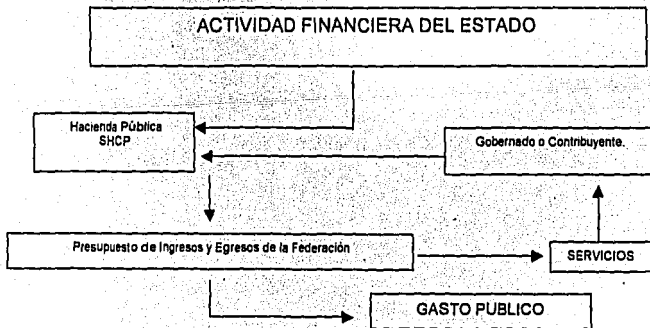 ACTIVIDAD FINANCIERA DEL ESTADO
Hacienda Pública
SHCP
Gobernado o Contribuyente.
Presupuesto de Ingresos y Egresos de la Federación
SERVICIOS
GASTO PUBLICO